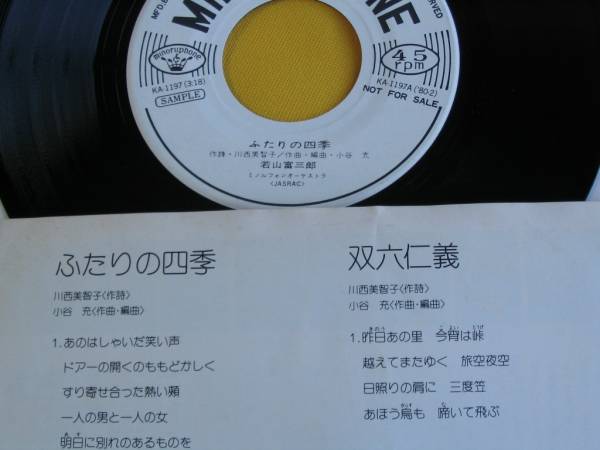 minoruphone
KA-1197 (3:18)
SAMPLE
45
rpm
KA-1197A ('80・2)
NOT FOR SALE
ふたりの四季
作詩・川西美智子／作曲・編曲・小谷 充
若山富三郎
ミノルフォンオーケストラ
〈JASRAC〉
ふたりの四季
川西美智子〈作詩〉
小谷 充〈作曲・編曲〉
1.あのはしゃいだ笑い声
ドアーの開くのももどかしく
すり寄せ合った熱い頬
一人の男と一人の女
明日に別れのあるものを
双六仁義
川西美智子〈作詩〉
小谷 充〈作曲・編曲〉
1.昨日あの里 今宵は峠
越えてまたゆく 旅空夜空
日照りの肩に 三度笠
あほう烏も 啼いて飛ぶ